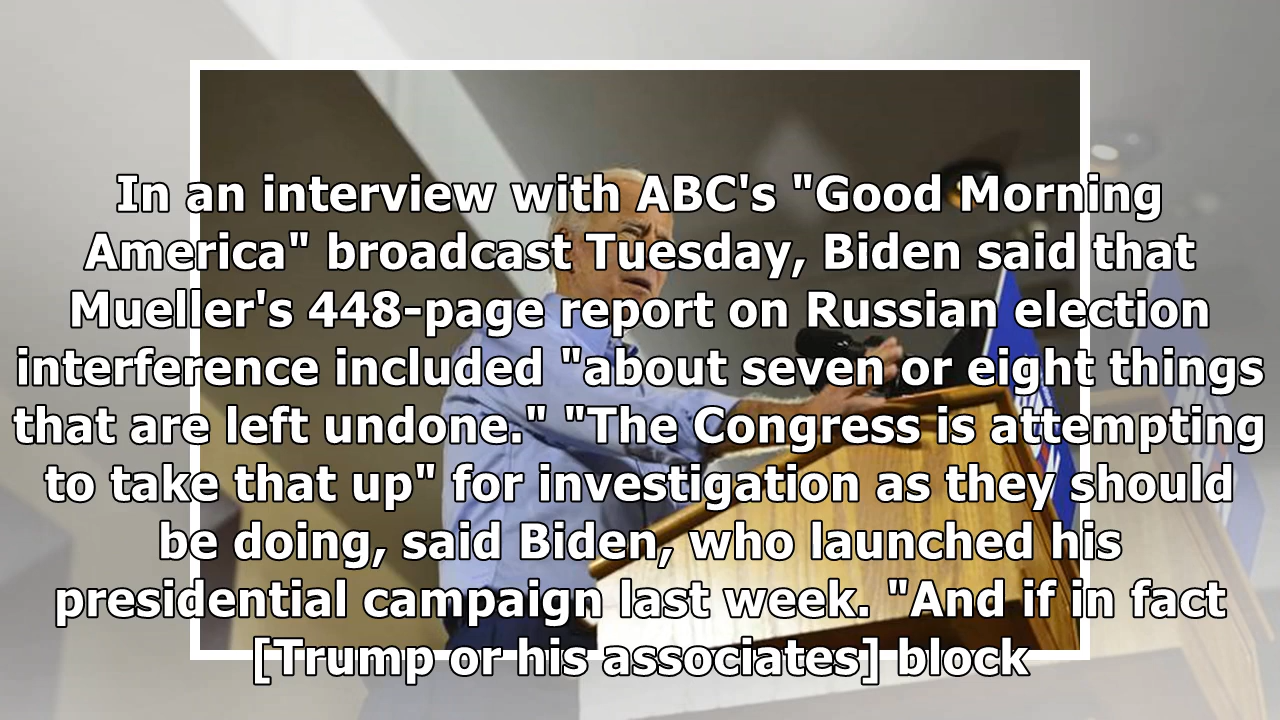 In an interview with ABC's "Good Morning
America" broadcast Tuesday, Biden said that
Mueller's 448-page report on Russian election
interference included "about seven or eight things
that are left undone." "The Congress is attempting
to take that up" for investigation as they should
be doing, said Biden, who launched his
presidential campaign last week. "And if in fact
[Trump or his associates] block